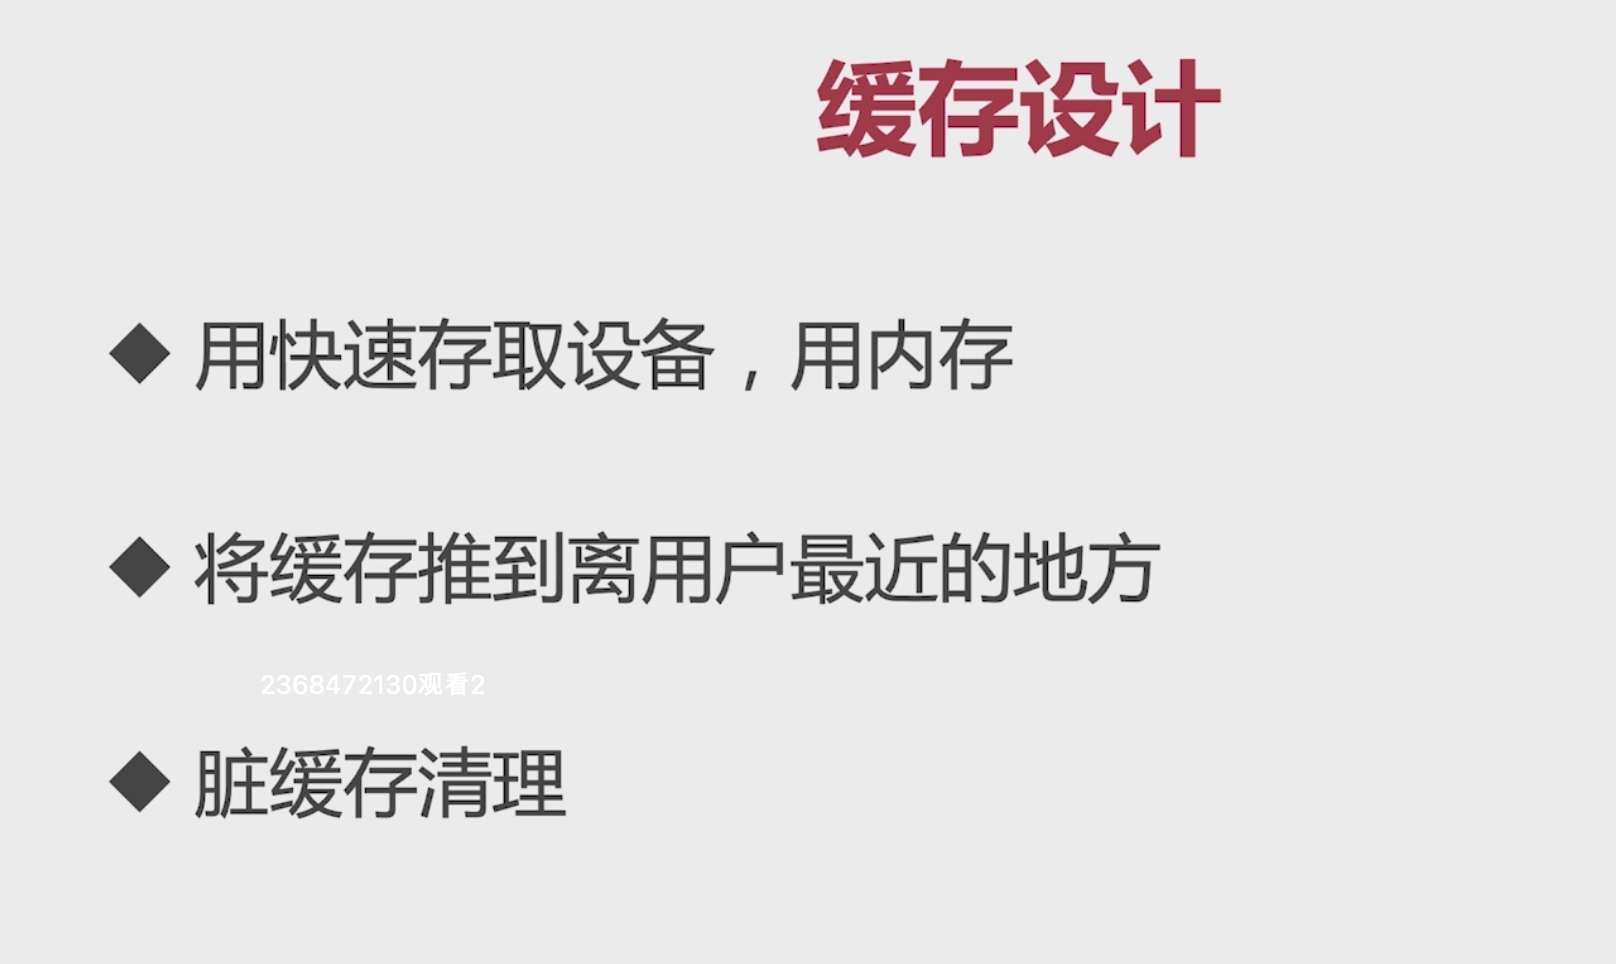 缓存设计
◆ 用快速存取设备，用内存
◆ 将缓存推到离用户最近的地方
2368472130观看2
◆ 脏缓存清理